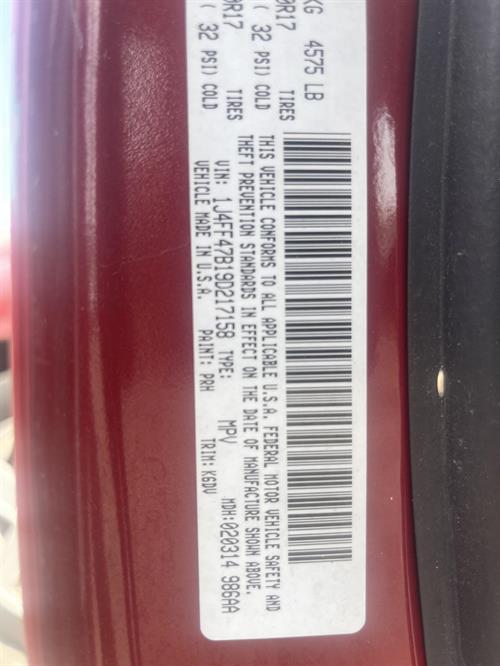 KG 4575 LB
0R17 TIRES
( 32 PSI) COLD
0R17 TIRES
( 32 PSI) COLD
THIS VEHICLE CONFORMS TO ALL APPLICABLE U.S.A. FEDERAL MOTOR VEHICLE SAFETY AND
THEFT PREVENTION STANDARDS IN EFFECT ON THE DATE OF MANUFACTURE SHOWN ABOVE.
VIN: 1J4FF47B19D217158 TYPE: MPV MDH:020314 986AA
VEHICLE MADE IN U.S.A. PAINT: PRH TRIM: K6DV